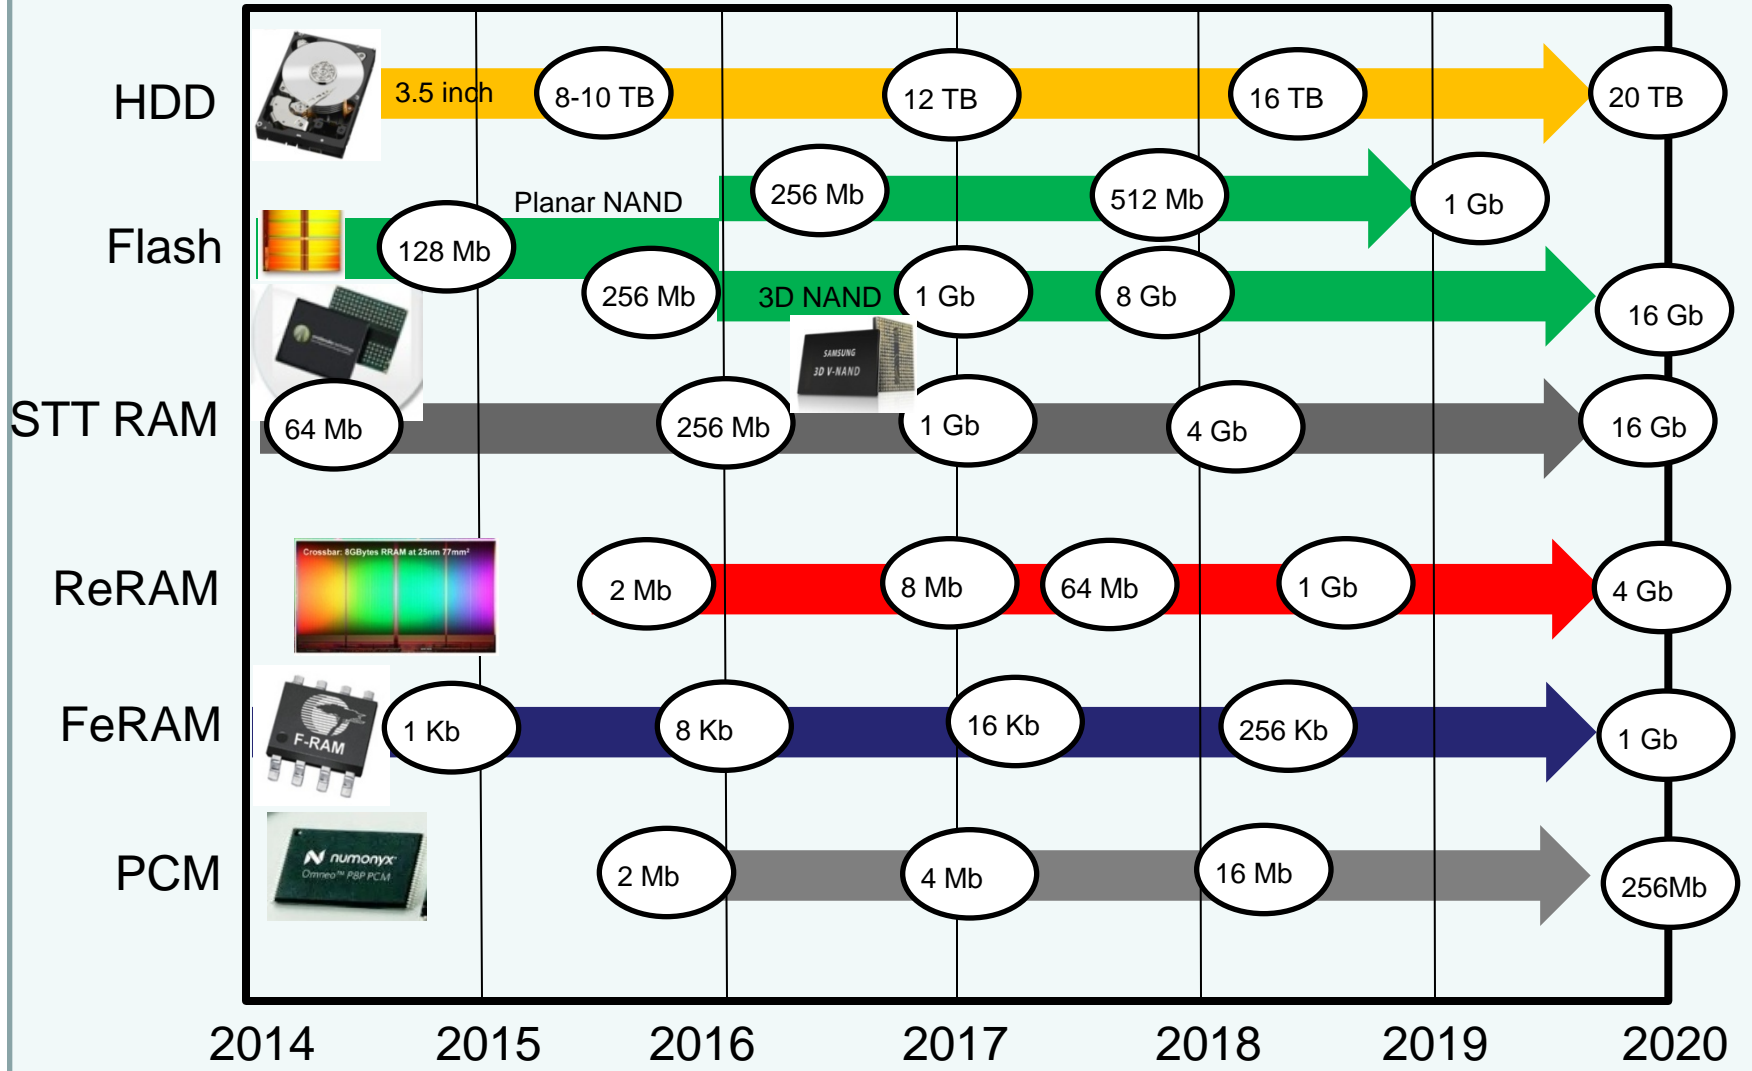 HDD
3.5 inch
8-10 TB
12 TB
16 TB
20 TB
Flash
Planar NAND
128 Mb
256 Mb
512 Mb
1 Gb
256 Mb
3D NAND
1 Gb
8 Gb
16 Gb
SAMSUNG
3D V-NAND
STT RAM
64 Mb
256 Mb
1 Gb
4 Gb
16 Gb
ReRAM
Crossbar: 8GBytes RRAM at 25nm 77mm²
2 Mb
8 Mb
64 Mb
1 Gb
4 Gb
FeRAM
F-RAM
1 Kb
8 Kb
16 Kb
256 Kb
1 Gb
PCM
numonyx
Omneo™ P8P PCM
2 Mb
4 Mb
16 Mb
256Mb
2014 2015 2016 2017 2018 2019 2020